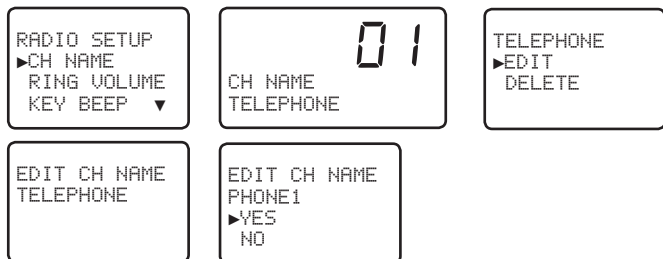 RADIO SETUP
►CH NAME
RING VOLUME
KEY BEEP ▼
01
CH NAME
TELEPHONE
TELEPHONE
►EDIT
DELETE
EDIT CH NAME
TELEPHONE
EDIT CH NAME
PHONE1
►YES
NO